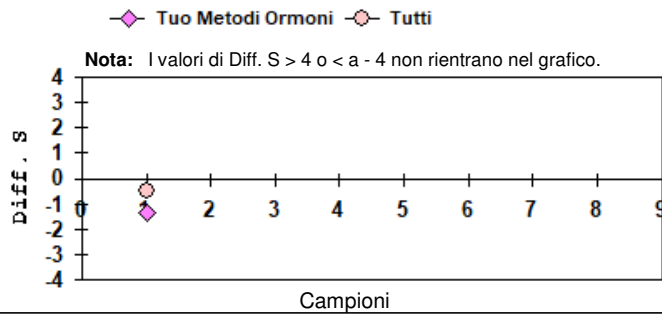 Tuo Metodi Ormoni Tutti
Nota: I valori di Diff. S > 4 o < a - 4 non rientrano nel grafico.
4
3
2
1
0
-1
-2
-3
-4
Diff. S
0 1 2 3 4 5 6 7 8 9
Campioni